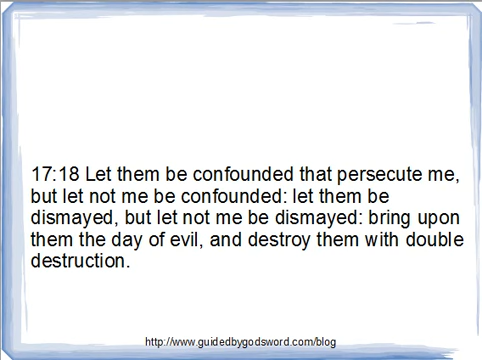 17:18 Let them be confounded that persecute me,
but let not me be confounded: let them be
dismayed, but let not me be dismayed: bring upon
them the day of evil, and destroy them with double
destruction.
http://www.guidedbygodsword.com/blog